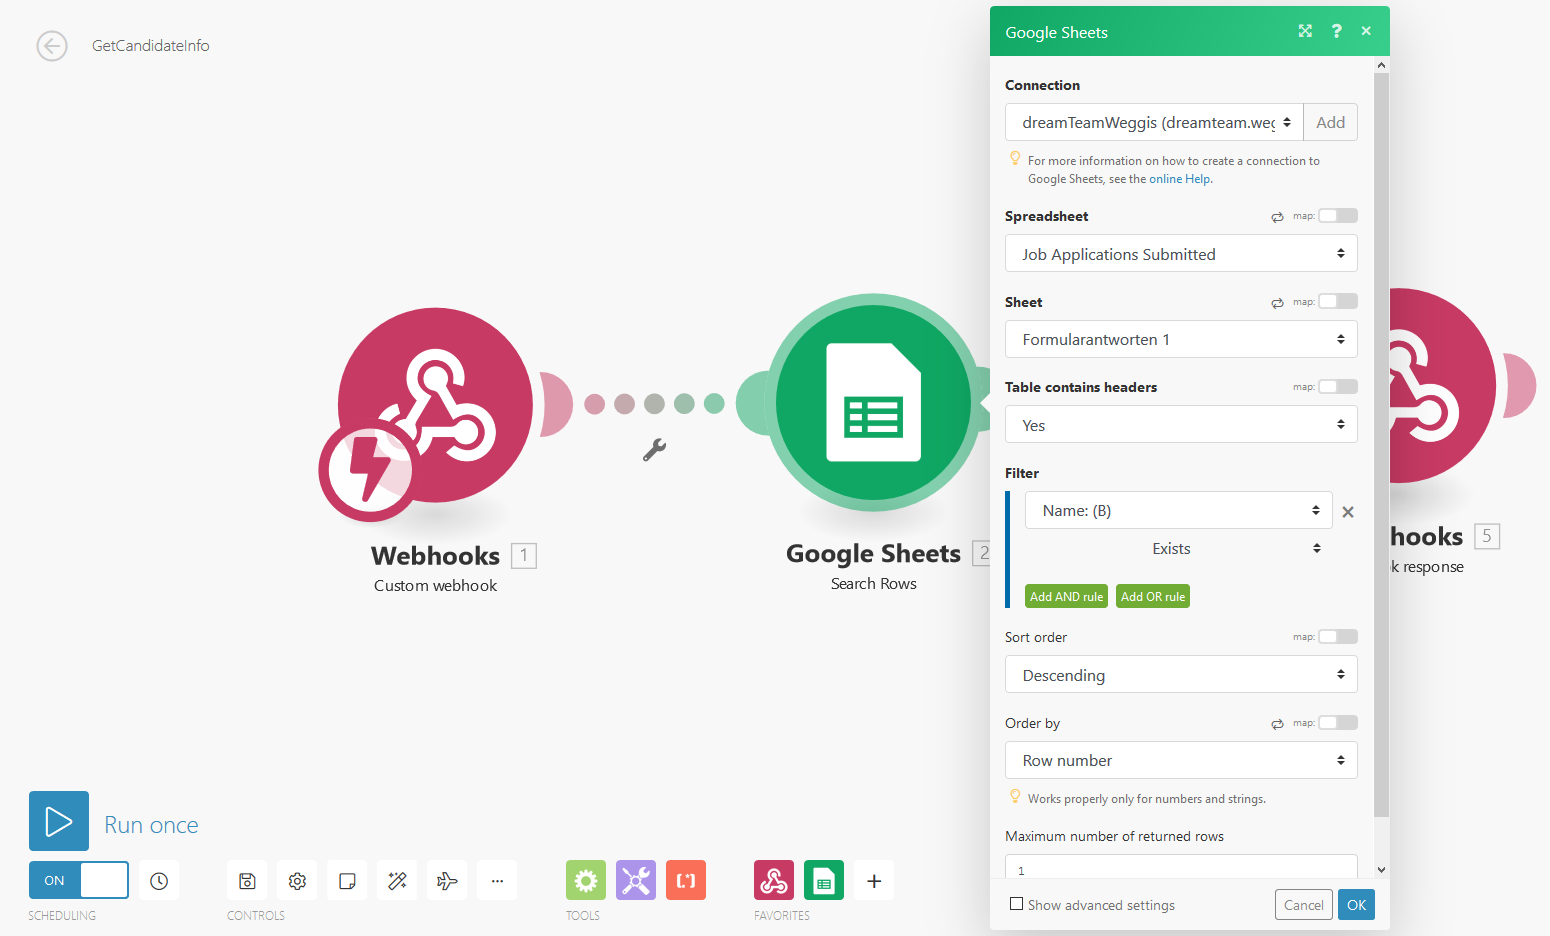 GetCandidateInfo
Webhooks 1
Custom webhook
Google Sheets 2
Search Rows
hooks 5
k response
Google Sheets
Connection
dreamTeamWeggis (dreamteam.weg
Add
For more information on how to create a connection to
Google Sheets, see the online Help.
Spreadsheet map:
Job Applications Submitted
Sheet map:
Formularantworten 1
Table contains headers map:
Yes
Filter
Name: (B)
Exists
Add AND rule Add OR rule
Sort order map:
Descending
Order by map:
Row number
Works properly only for numbers and strings.
Maximum number of returned rows
1
Show advanced settings Cancel OK
Run once
ON
SCHEDULING CONTROLS TOOLS FAVORITES